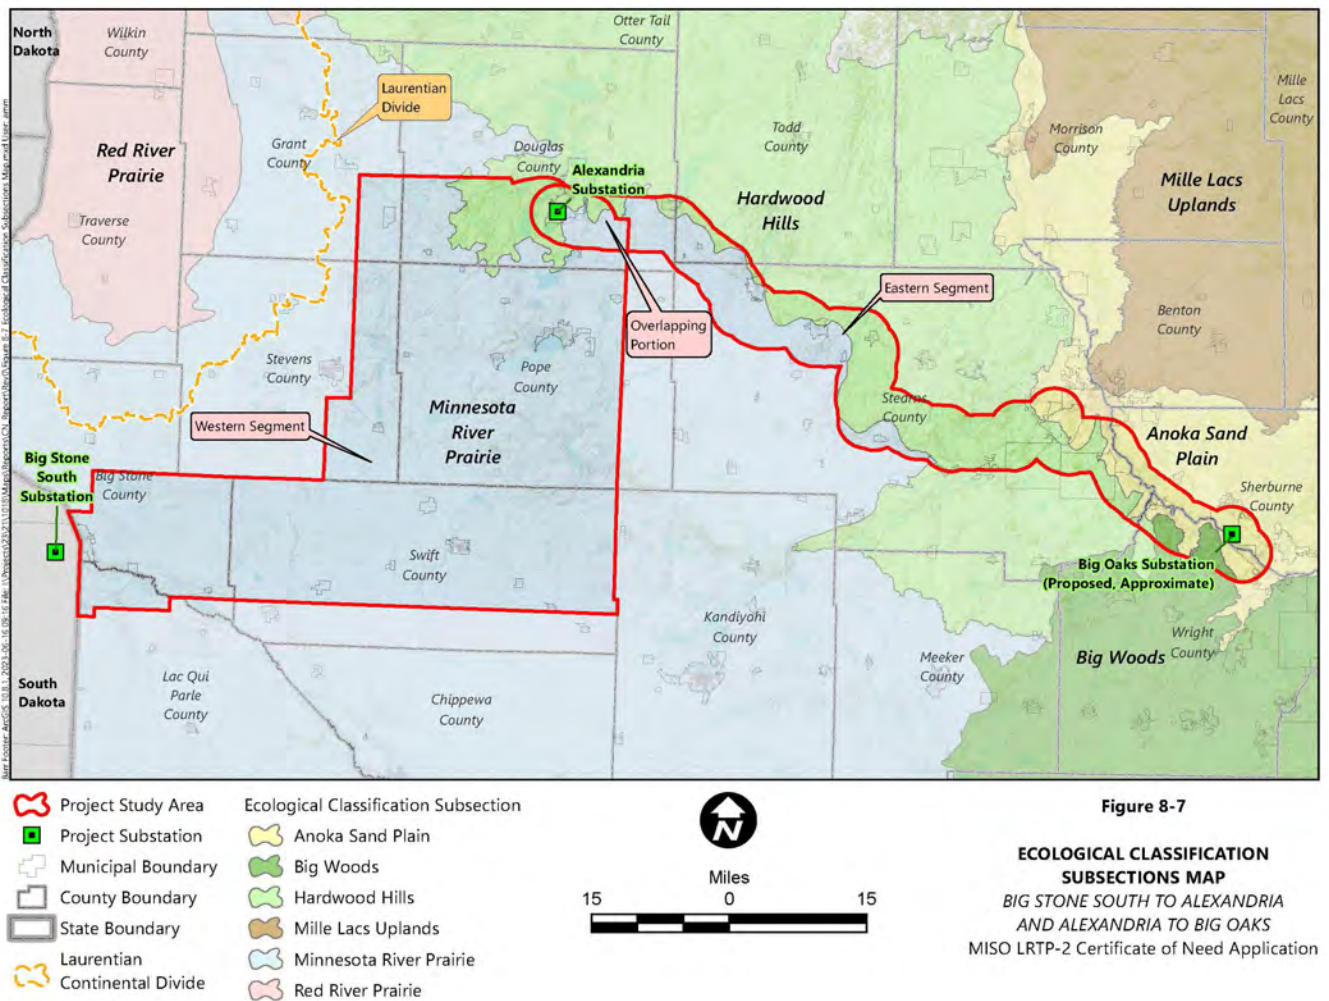 North
Dakota
Wilkin
County
Otter Tail
County
Laurentian
Divide
Mille
Lacs
County
Red River
Prairie
Grant
County
Douglas
County
Todd
County
Morrison
County
Alexandria
Substation
Hardwood
Hills
Mille Lacs
Uplands
Traverse
County
Eastern Segment
Overlapping
Portion
Benton
County
Stevens
County
Pope
County
Minnesota
River
Prairie
Stearns
County
Western Segment
Anoka Sand
Plain
Big Stone
South
Substation
Big Stone
County
Sherburne
County
Swift
County
Big Oaks Substation
(Proposed, Approximate)
Kandiyohi
County
Wright
County
Big Woods
Meeker
County
South
Dakota
Lac Qui
Parle
County
Chippewa
County
Project Study Area
Project Substation
Municipal Boundary
County Boundary
State Boundary
Laurentian
Continental Divide
Ecological Classification Subsection
Anoka Sand Plain
Big Woods
Hardwood Hills
Mille Lacs Uplands
Minnesota River Prairie
Red River Prairie
N
Miles
15 0 15
Figure 8-7
ECOLOGICAL CLASSIFICATION
SUBSECTIONS MAP
BIG STONE SOUTH TO ALEXANDRIA
AND ALEXANDRIA TO BIG OAKS
MISO LRTP-2 Certificate of Need Application